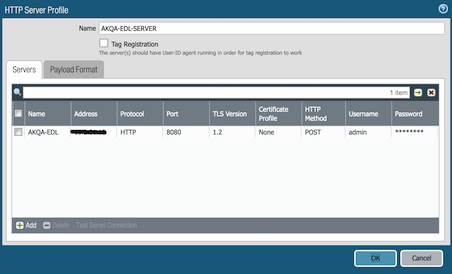 HTTP Server Profile
Name AKQA-EDL-SERVER
Tag Registration
The server(s) should have User-ID agent running in order for tag registration to work
Servers Payload Format
1 item
Name Address Protocol Port TLS Version Certificate Profile HTTP Method Username Password
AKQA-EDL HTTP 8080 1.2 None POST admin ********
Add Delete Test Server Connection
OK Cancel